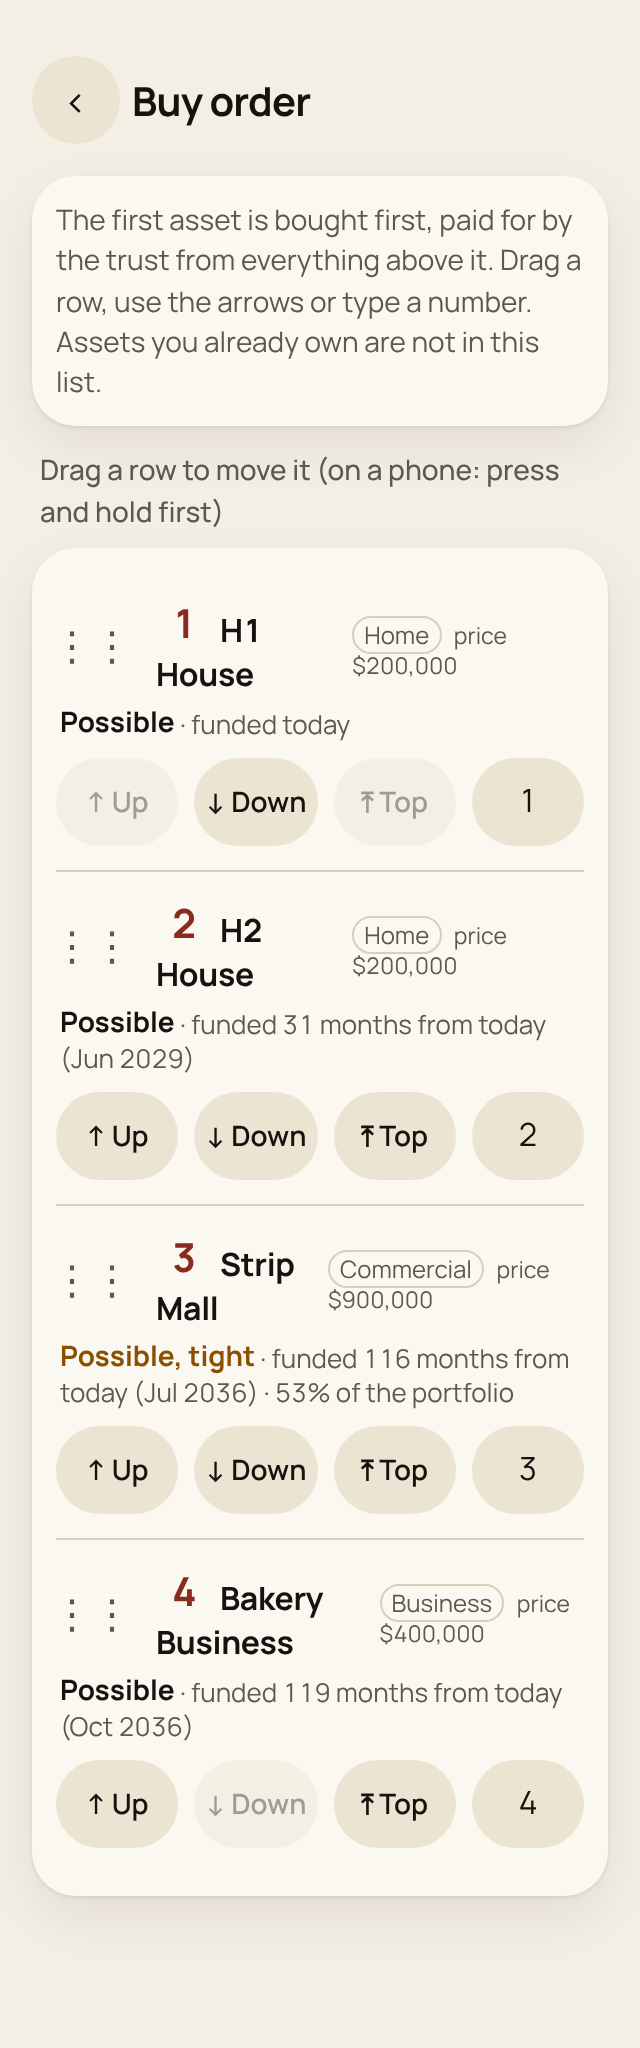 ‹ Buy order
The first asset is bought first, paid for by
the trust from everything above it. Drag a
row, use the arrows or type a number.
Assets you already own are not in this
list.
Drag a row to move it (on a phone: press
and hold first)
⋮⋮ 1 H1 House
Home price
$200,000
Possible · funded today
↑ Up ↓ Down ⤒ Top 1
⋮⋮ 2 H2 House
Home price
$200,000
Possible · funded 31 months from today
(Jun 2029)
↑ Up ↓ Down ⤒ Top 2
⋮⋮ 3 Strip Mall
Commercial price
$900,000
Possible, tight · funded 116 months from
today (Jul 2036) · 53% of the portfolio
↑ Up ↓ Down ⤒ Top 3
⋮⋮ 4 Bakery Business
Business price
$400,000
Possible · funded 119 months from today
(Oct 2036)
↑ Up ↓ Down ⤒ Top 4